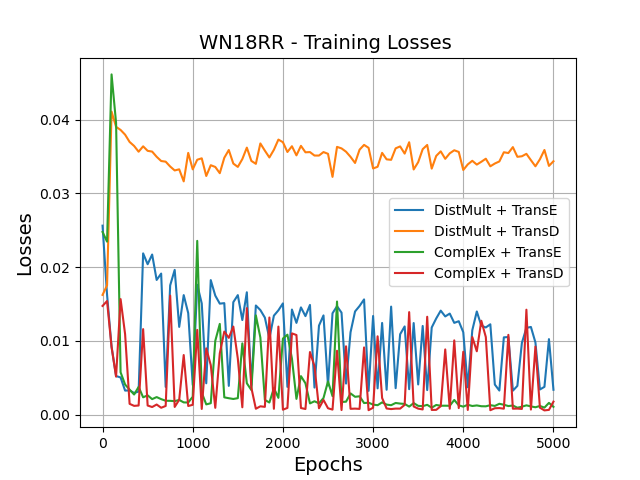 WN18RR - Training Losses
Losses
0.04
0.03
0.02
0.01
0.00
DistMult + TransE
DistMult + TransD
ComplEx + TransE
ComplEx + TransD
0
1000
2000
3000
4000
5000
Epochs